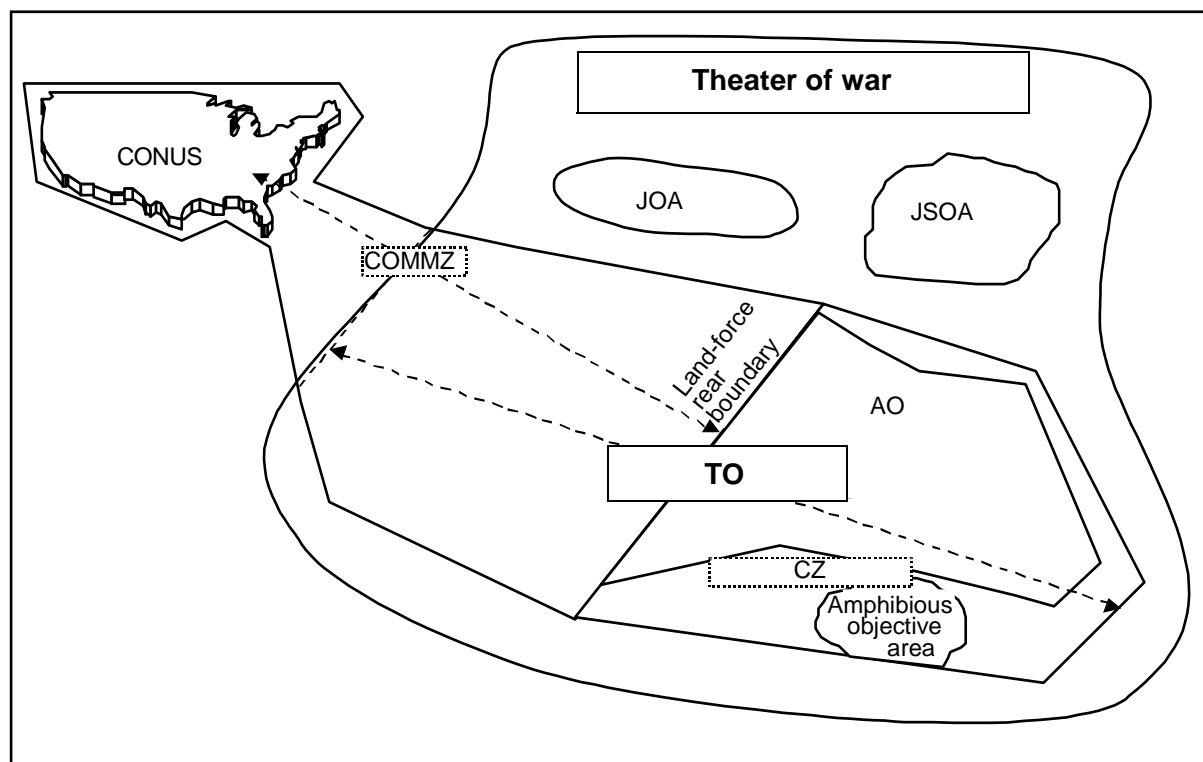 Theater of war
CONUS
JOA
JSOA
COMMZ
Land-force
rear
boundary
AO
TO
CZ
Amphibious
objective
area